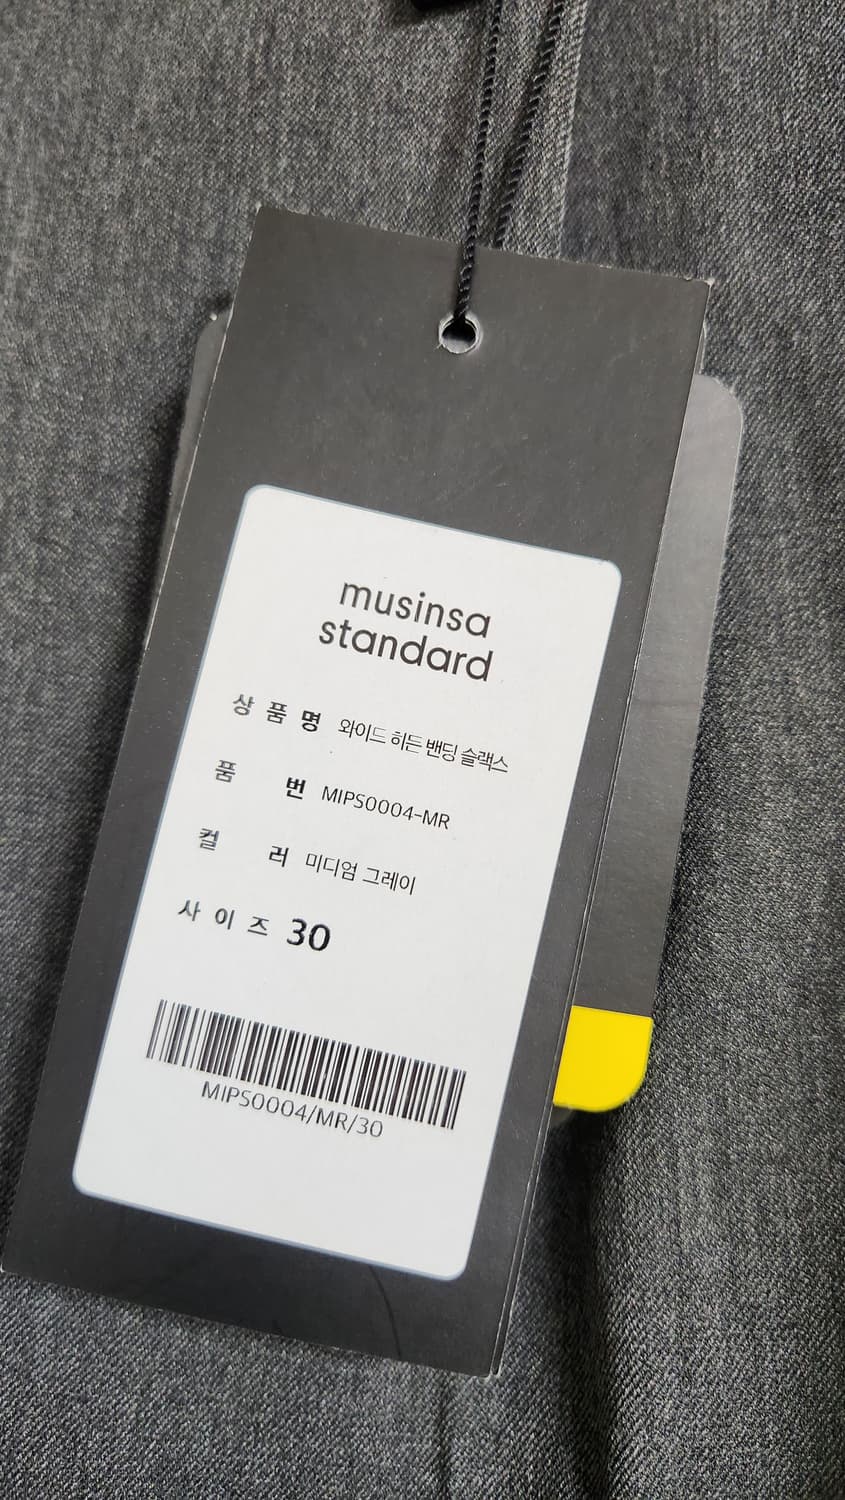 musinsa
standard
상품명 와이드 히든 밴딩 슬랙스
품번 MIPS0004-MR
컬러 미디엄 그레이
사이즈 30
MIPS0004/MR/30